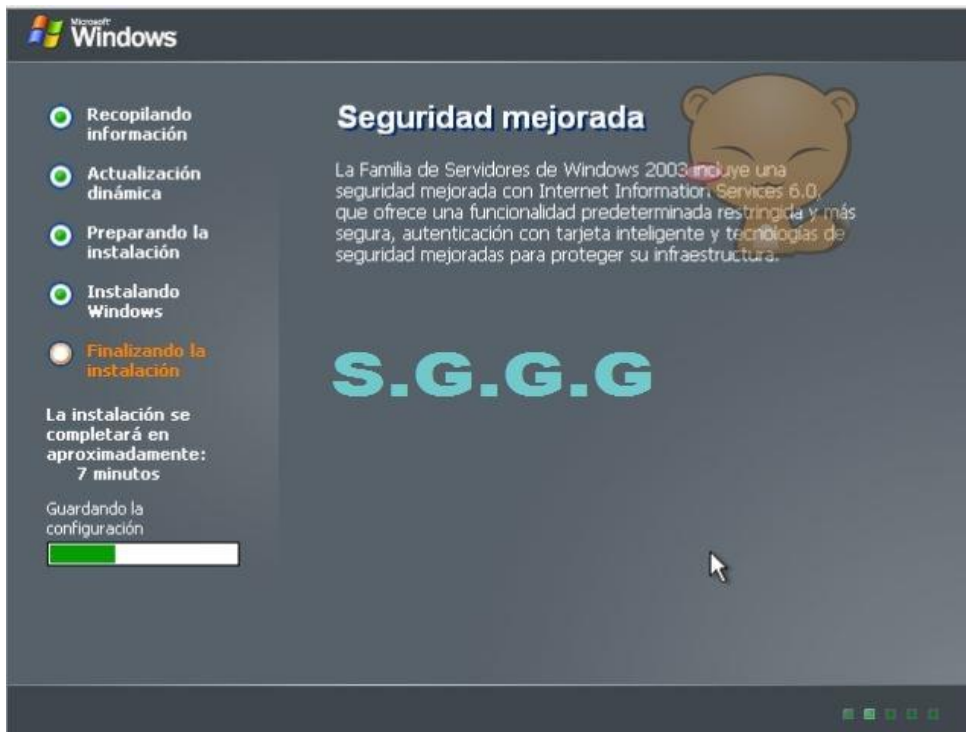 Microsoft
Windows
Recopilando
información
Actualización
dinámica
Preparando la
instalación
Instalando
Windows
Finalizando la
instalación
La instalación se
completará en
aproximadamente:
7 minutos
Guardando la
configuración
Seguridad mejorada
La Familia de Servidores de Windows 2003 incluye una
seguridad mejorada con Internet Information Services 6.0,
que ofrece una funcionalidad predeterminada restringida y más
segura, autenticación con tarjeta inteligente y tecnologías de
seguridad mejoradas para proteger su infraestructura.
S.G.G.G